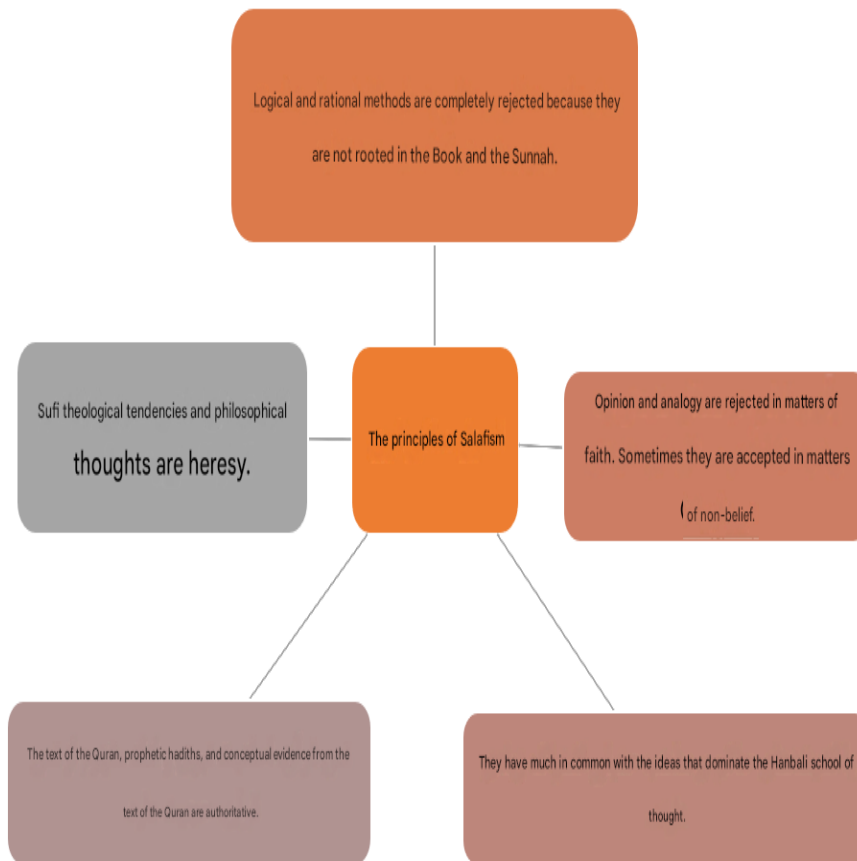 Logical and rational methods are completely rejected because they
are not rooted in the Book and the Sunnah.
Sufi theological tendencies and philosophical
thoughts are heresy.
The principles of Salafism
Opinion and analogy are rejected in matters of
faith. Sometimes they are accepted in matters
( of non-belief.
The text of the Quran, prophetic hadiths, and conceptual evidence from the
text of the Quran are authoritative.
They have much in common with the ideas that dominate the Hanbali school of
thought.